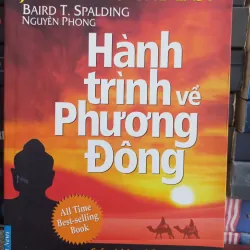 BAIRD T. SPALDING
NGUYÊN PHONG
Hành
trình về
Phương
Đông
All Time
Best-selling
Book